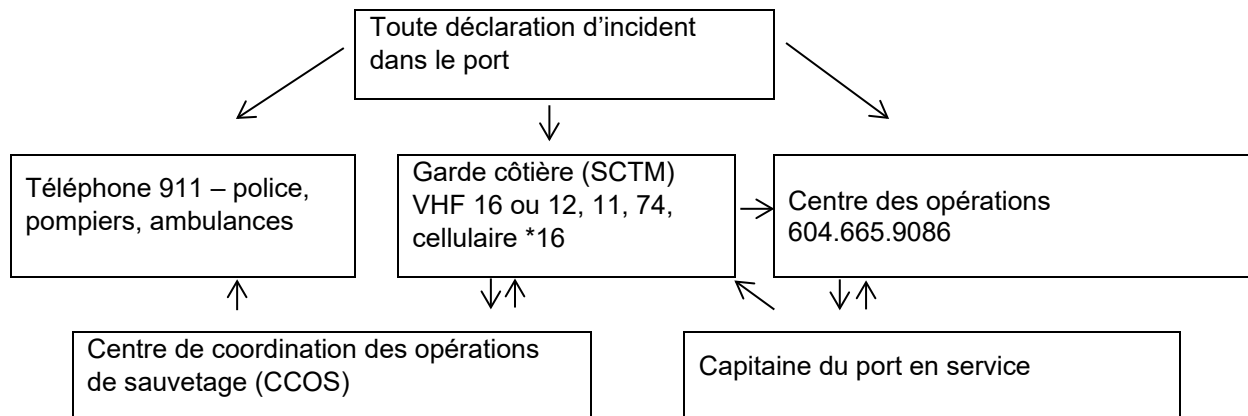 Toute déclaration d’incident
dans le port
Téléphone 911 – police,
pompiers, ambulances
Garde côtière (SCTM)
VHF 16 ou 12, 11, 74,
cellulaire *16
Centre des opérations
604.665.9086
Centre de coordination des opérations
de sauvetage (CCOS)
Capitaine du port en service